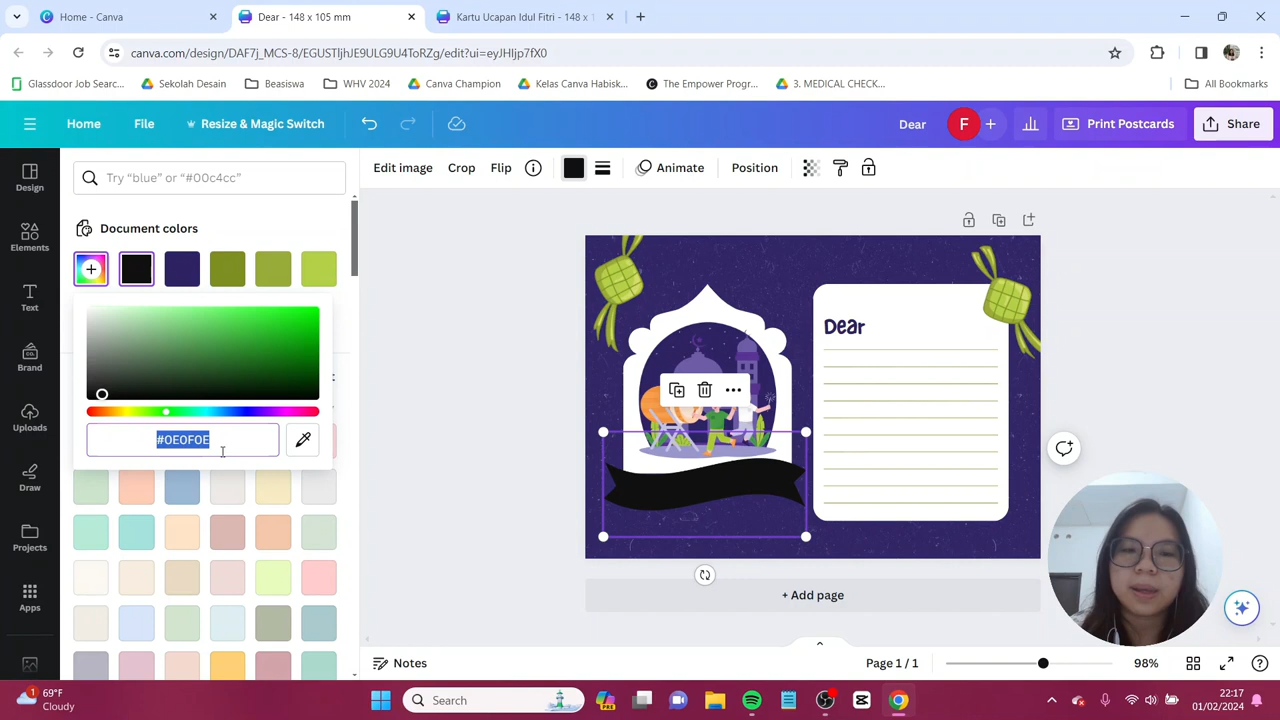 Home - Canva
Dear - 148 x 105 mm
Kartu Ucapan Idul Fitri - 148 x 1
canva.com/design/DAF7j_MCS-8/EGUSTljhJE9ULG9U4ToRZg/edit?ui=eyJHIjp7fX0
Glassdoor Job Searc...
Sekolah Desain
Beasiswa
WHV 2024
Canva Champion
Kelas Canva Habisk...
The Empower Progr...
3. MEDICAL CHECK...
All Bookmarks
Home
File
Resize & Magic Switch
Dear
F
Print Postcards
Share
Design
Elements
Text
Brand
Uploads
Draw
Projects
Apps
Try "blue" or "#00c4cc"
Document colors
#0E0F0E
Edit image
Crop
Flip
Animate
Position
Dear
+ Add page
Notes
Page 1 / 1
98%
1
69°F
Cloudy
Search
PRE
22:17
01/02/2024